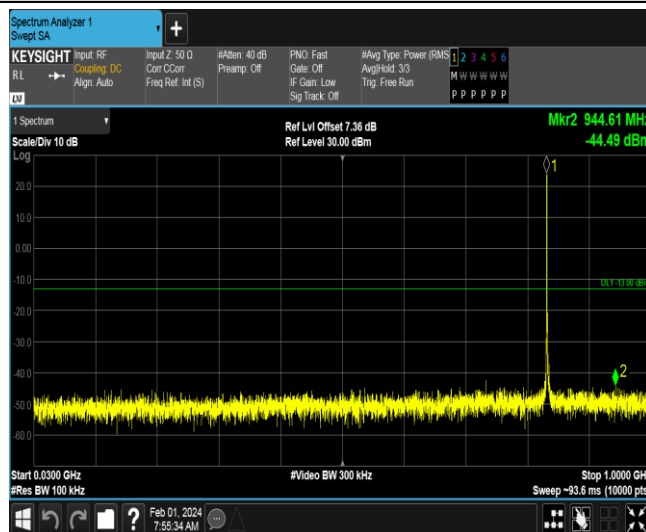 Spectrum Analyzer 1
Swept SA
+
KEYSIGHT
RL
LXI
Input: RF
Coupling: DC
Align: Auto
Input Z: 50 Ω
Corr CCorr
Freq Ref: Int (S)
#Atten: 40 dB
Preamp: Off
PNO: Fast
Gate: Off
IF Gain: Low
Sig Track: Off
#Avg Type: Power (RMS
Avg|Hold: 3/3
Trig: Free Run
1 2 3 4 5 6
M W W W W W
P P P P P P
1 Spectrum
Scale/Div 10 dB
Log
Ref Lvl Offset 7.36 dB
Ref Level 30.00 dBm
Mkr2 944.61 MHz
-44.49 dBm
1
20.0
10.0
0.00
-10.0
DL1 -13.00 dBm
-20.0
-30.0
-40.0
2
-50.0
-60.0
Start 0.0300 GHz
#Video BW 300 kHz
Stop 1.0000 GHz
#Res BW 100 kHz
Sweep ~93.6 ms (10000 pts
?
Feb 01, 2024
7:55:34 AM